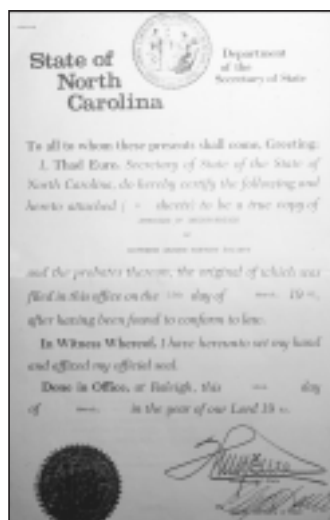 State of
North
Carolina
Department
of the
Secretary of State
To all to whom these presents shall come, Greeting:
I, Thad Eure, Secretary of State of the State of
North Carolina, do hereby certify the following and
hereto attached ( sheets) to be a true copy of
and the probates thereon, the original of which was
filed in this office on the day of 19
after having been found to conform to law.
In Witness Whereof, I have hereunto set my hand
and affixed my official seal.
Done in Office, at Raleigh, this day
of in the year of our Lord 19